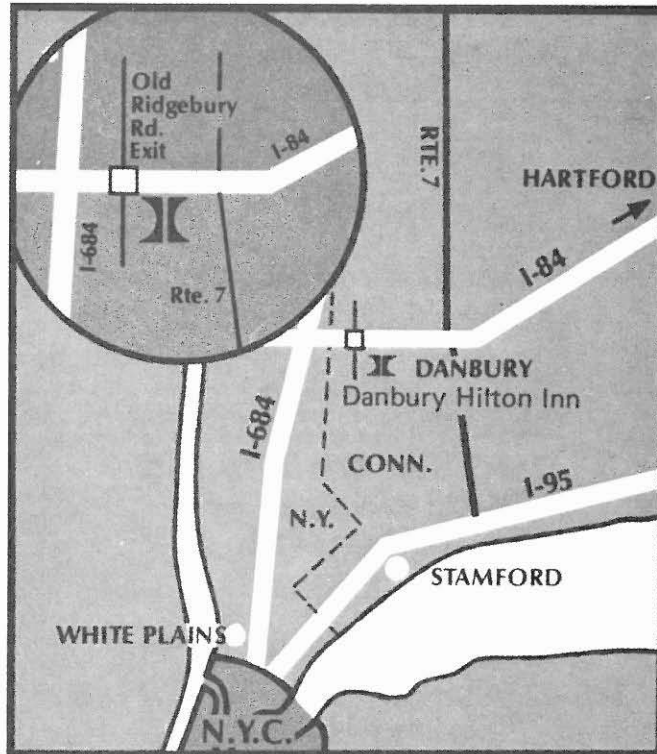 Old
Ridgebury
Rd.
Exit
I-84
I-684
Rte. 7
RTE. 7
HARTFORD
I-84
DANBURY
Danbury Hilton Inn
I-684
CONN.
I-95
N.Y.
STAMFORD
WHITE PLAINS
N.Y.C.